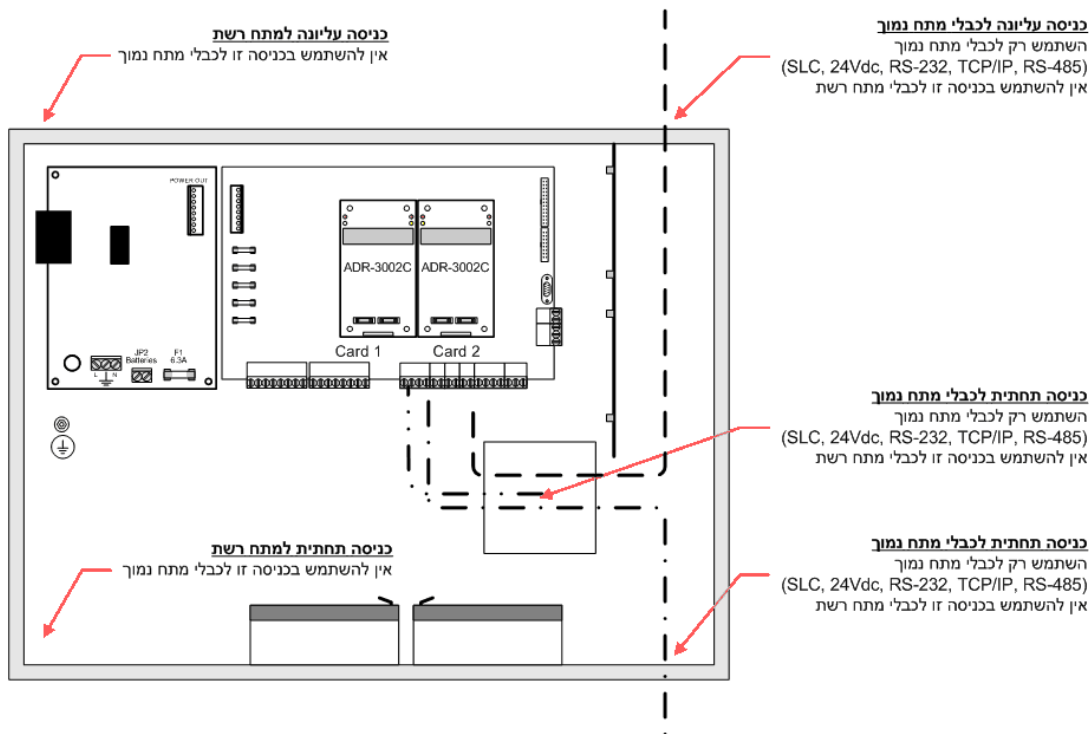 כניסה עליונה לכבלי מתח נמוך
השתמש רק לכבלי מתח נמוך
(SLC, 24Vdc, RS-232, TCP/IP, RS-485)
אין להשתמש בכניסה זו לכבלי מתח רשת
כניסה עליונה למתח רשת
אין להשתמש בכניסה זו לכבלי מתח נמוך
POWER OUT
ADR-3002C
ADR-3002C
Card 1
Card 2
JP2
Batteries
F1
6.3A
L
N
כניסה תחתית לכבלי מתח נמוך
השתמש רק לכבלי מתח נמוך
(SLC, 24Vdc, RS-232, TCP/IP, RS-485)
אין להשתמש בכניסה זו לכבלי מתח רשת
כניסה תחתית לכבלי מתח נמוך
השתמש רק לכבלי מתח נמוך
(SLC, 24Vdc, RS-232, TCP/IP, RS-485)
אין להשתמש בכניסה זו לכבלי מתח רשת
כניסה תחתית למתח רשת
אין להשתמש בכניסה זו לכבלי מתח נמוך